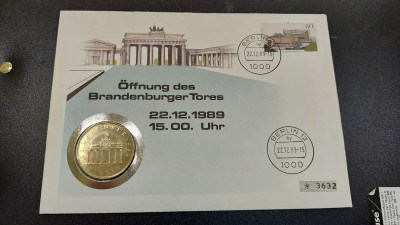 BERLIN 12
22.12.89-15
1000
Öffnung des
Brandenburger Tores
22.12.1989
15.00. Uhr
BERLIN 12
22.12.89-15
1000
* 3632